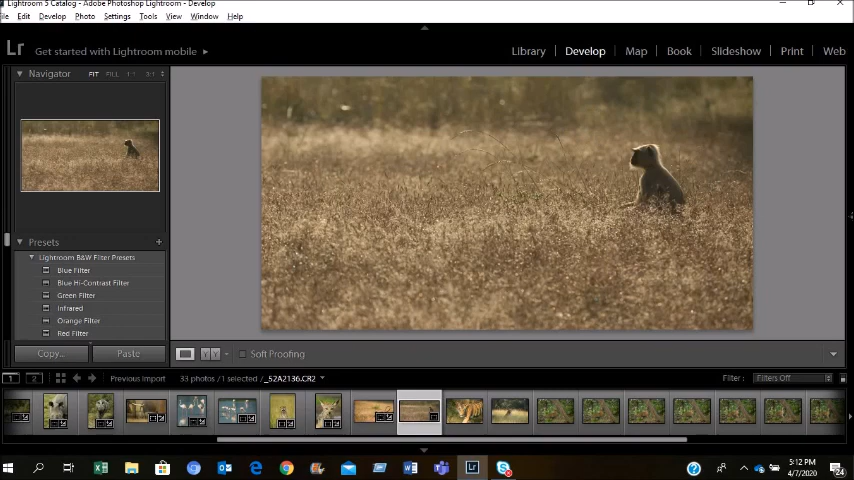 Lightroom 5 Catalog - Adobe Photoshop Lightroom - Develop
Edit Develop Photo Settings Tools View Window Help
Lr Get started with Lightroom mobile
Library Develop Map Book Slideshow Print Web
Navigator FIT FILL 1:1 3:1
Presets +
Lightroom B&W Filter Presets
Blue Filter
Blue Hi-Contrast Filter
Green Filter
Infrared
Orange Filter
Red Filter
Copy... Paste Y Y Soft Proofing
1 2 Previous Import 33 photos /1 selected /_52A2136.CR2 Filter : Filters Off
5:12 PM
4/7/2020
24